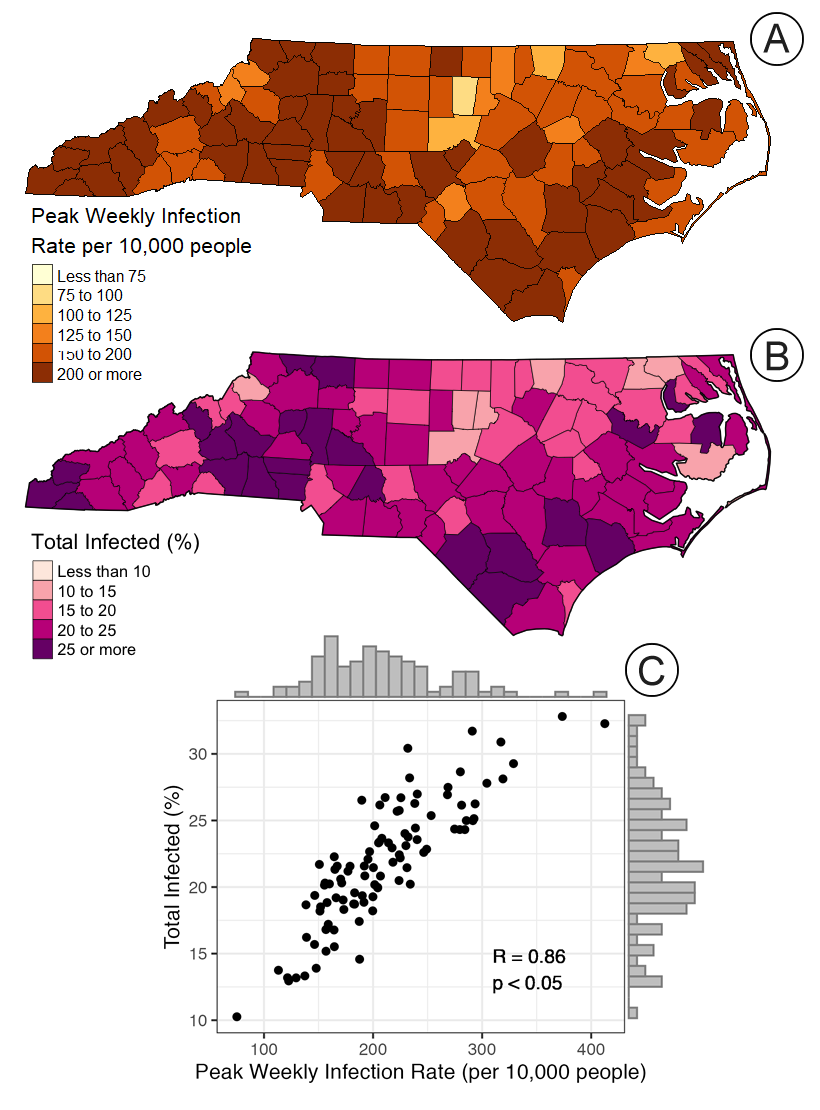 A
Peak Weekly Infection
Rate per 10,000 people
Less than 75
75 to 100
100 to 125
125 to 150
150 to 200
200 or more
B
Total Infected (%)
Less than 10
10 to 15
15 to 20
20 to 25
25 or more
C
30
25
20
15
10
Total Infected (%)
R = 0.86
p < 0.05
100 200 300 400
Peak Weekly Infection Rate (per 10,000 people)